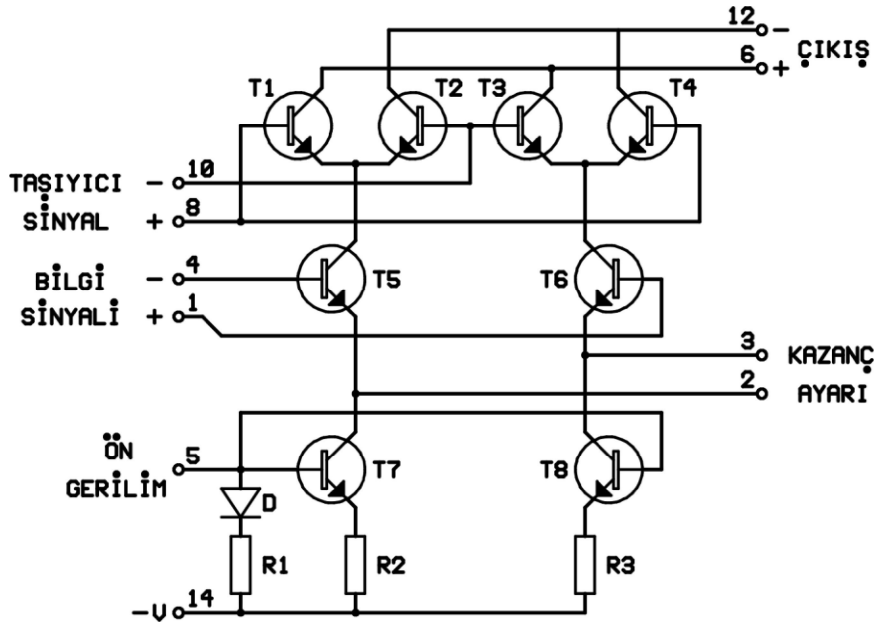 12 -
ÇIKIŞ
6 +
T1 T2 T3 T4
TAŞIYICI - 10
SİNYAL + 8
BİLGİ - 4
SİNYALİ + 1
T5 T6
3 KAZANÇ
2 AYARI
ÖN 5
GERİLİM
T7 T8
D
R1 R2 R3
-V 14